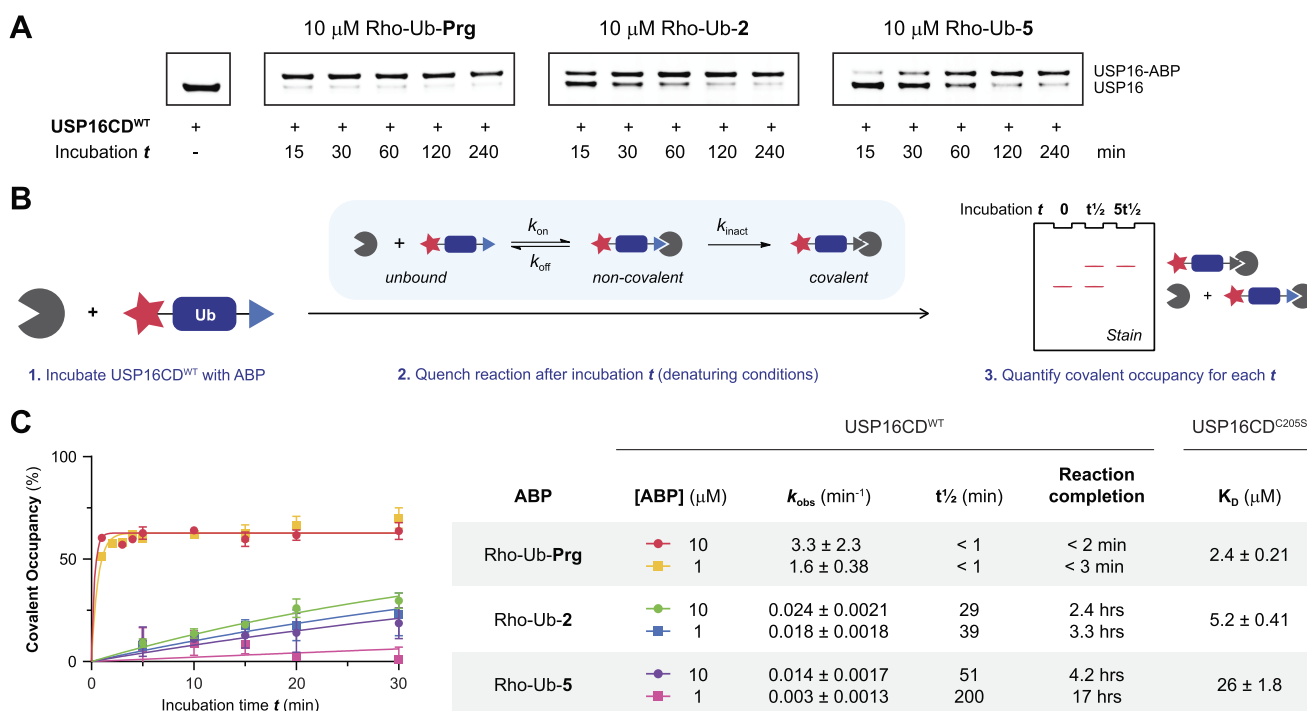 A
10 μM Rho-Ub-Prg
10 μM Rho-Ub-2
10 μM Rho-Ub-5
USP16-ABP
USP16
USP16CDWT + + + + + + + + + + + + + + + +
Incubation t - 15 30 60 120 240 15 30 60 120 240 15 30 60 120 240 min
B
kon
koff
kinact
+
unbound
non-covalent
covalent
Incubation t 0 t½ 5t½
+
Ub
+
Stain
1. Incubate USP16CDWT with ABP
2. Quench reaction after incubation t (denaturing conditions)
3. Quantify covalent occupancy for each t
C
Covalent Occupancy (%)
100
50
0
0 10 20 30
Incubation time t (min)
USP16CDWT
USP16CDC205S
ABP [ABP] (μM) kobs (min-1) t½ (min) Reaction completion KD (μM)
Rho-Ub-Prg
10 3.3 ± 2.3 < 1 < 2 min
1 1.6 ± 0.38 < 1 < 3 min
2.4 ± 0.21
Rho-Ub-2
10 0.024 ± 0.0021 29 2.4 hrs
1 0.018 ± 0.0018 39 3.3 hrs
5.2 ± 0.41
Rho-Ub-5
10 0.014 ± 0.0017 51 4.2 hrs
1 0.003 ± 0.0013 200 17 hrs
26 ± 1.8